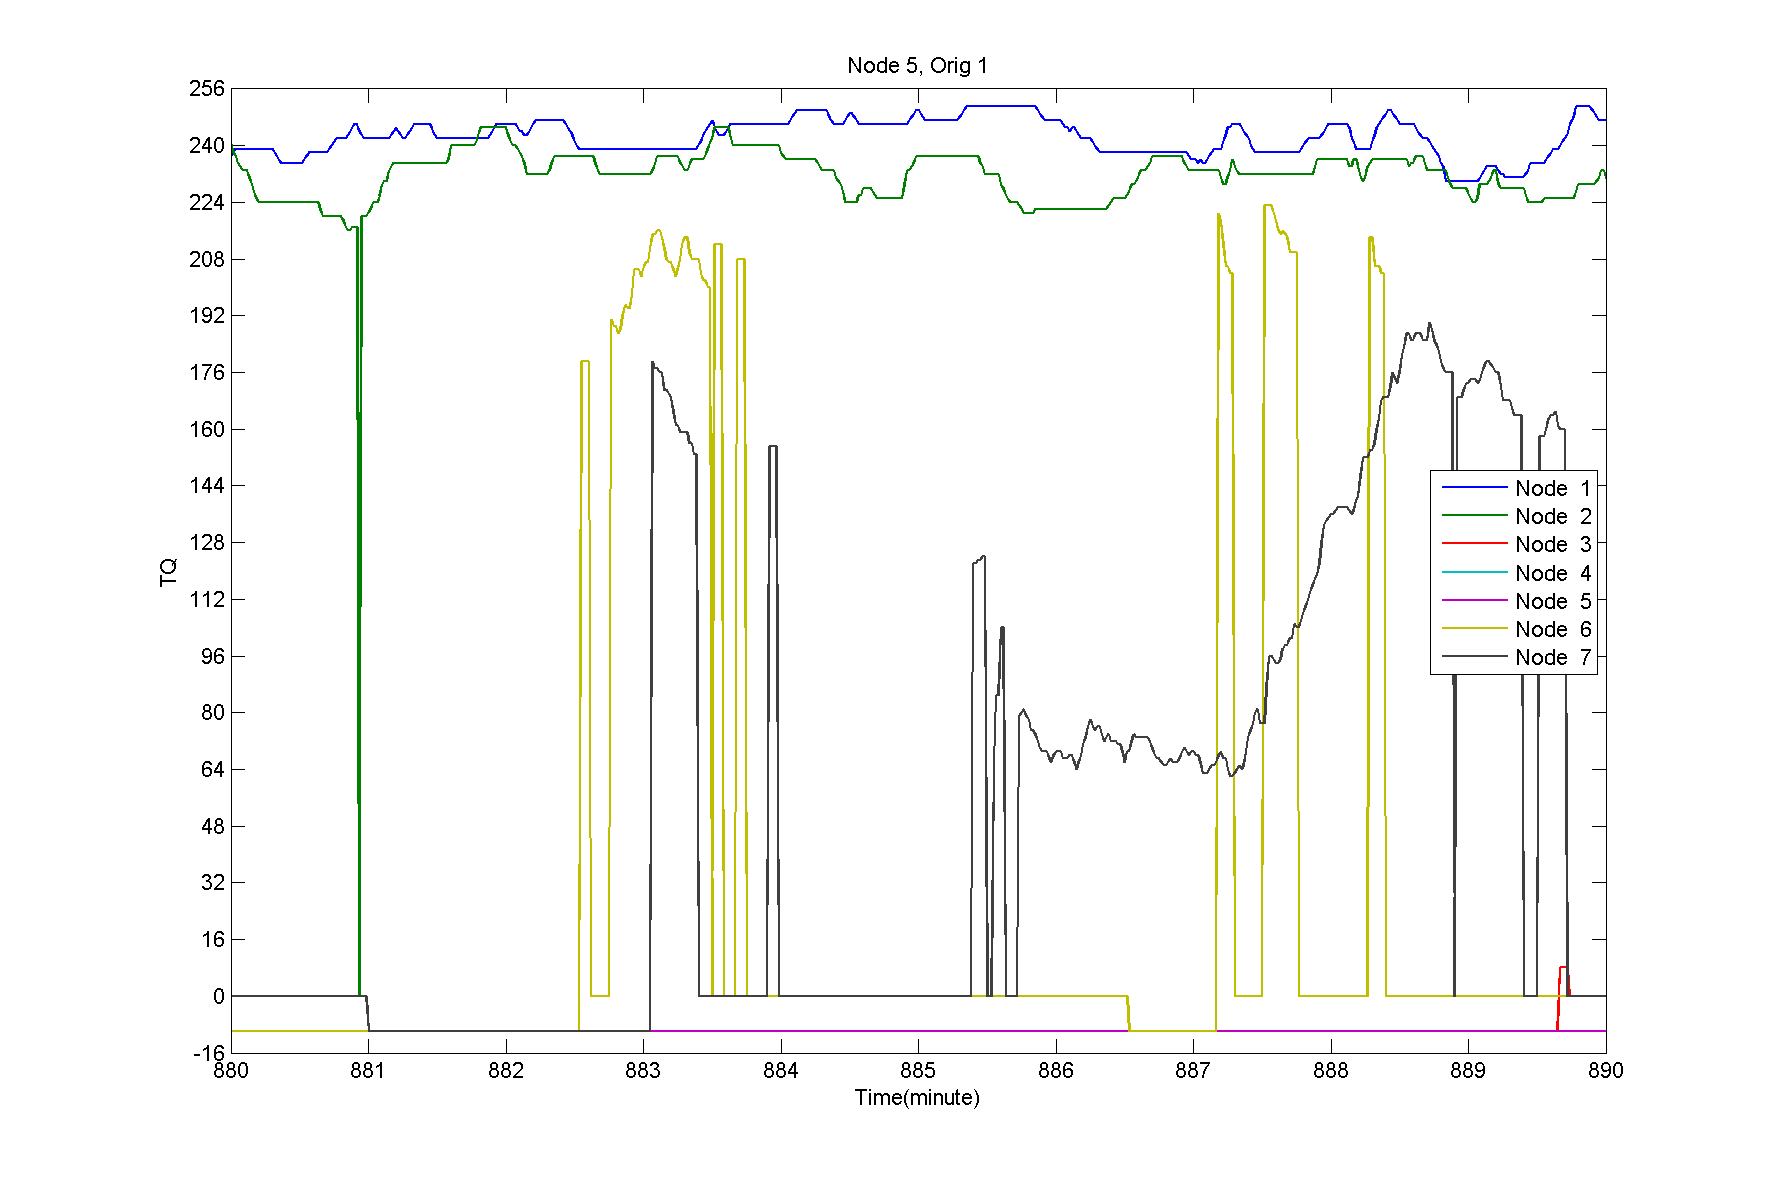 Node 5, Orig 1
256
240
224
208
192
176
160
144
128
112
96
80
64
48
32
16
0
-16
TQ
Node 1
Node 2
Node 3
Node 4
Node 5
Node 6
Node 7
880 881 882 883 884 885 886 887 888 889 890
Time(minute)